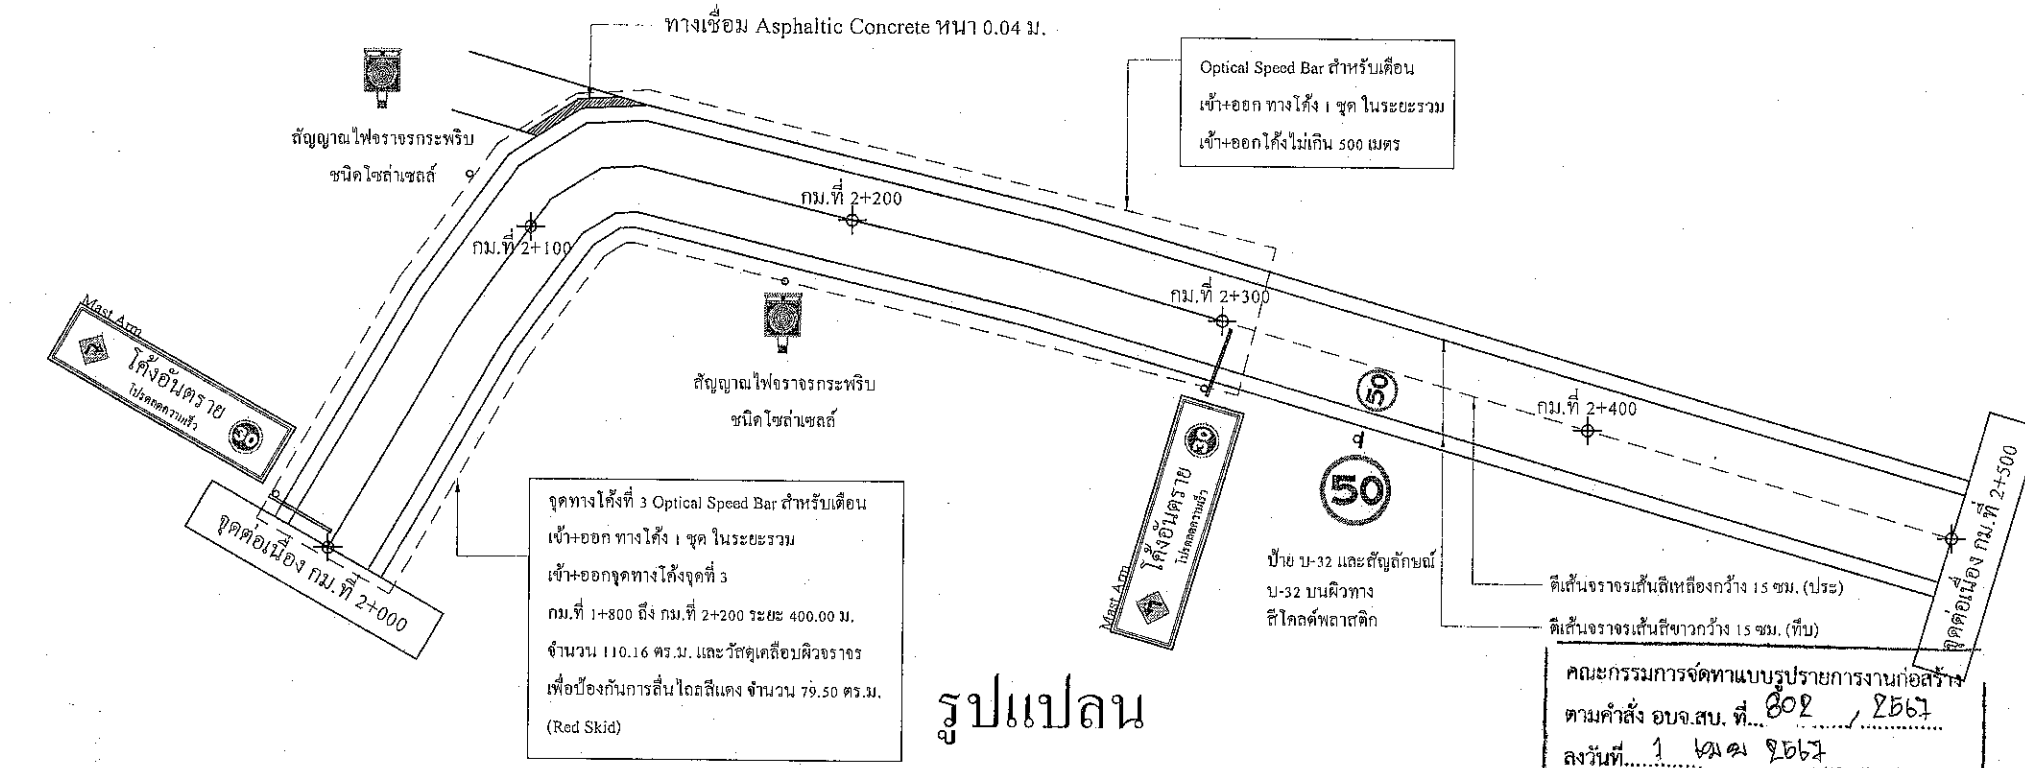 ทางเชื่อม Asphaltic Concrete หนา 0.04 ม.
Optical Speed Bar สำหรับเตือน
เข้า+ออก ทางโค้ง 1 ชุด ในระยะรวม
เข้า+ออกโค้งไม่เกิน 500 เมตร
สัญญาณไฟจราจรกระพริบ
ชนิดโซล่าเซลล์
กม.ที่ 2+200
กม.ที่ 2+100
กม.ที่ 2+300
Mast Arm
โค้งอันตราย
โปรดลดความเร็ว
30
สัญญาณไฟจราจรกระพริบ
ชนิดโซล่าเซลล์
50
กม.ที่ 2+400
50
Mast Arm
โค้งอันตราย
โปรดลดความเร็ว
30
จุดต่อเนื่อง กม.ที่ 2+000
จุดต่อเนื่อง กม.ที่ 2+500
จุดทางโค้งที่ 3 Optical Speed Bar สำหรับเตือน
เข้า+ออก ทางโค้ง 1 ชุด ในระยะรวม
เข้า+ออกจุดทางโค้งจุดที่ 3
กม.ที่ 1+800 ถึง กม.ที่ 2+200 ระยะ 400.00 ม.
จำนวน 110.16 ตร.ม. และวัสดุเคลือบผิวจราจร
เพื่อป้องกันการลื่นไถลสีแดง จำนวน 79.50 ตร.ม.
(Red Skid)
ป้าย บ-32 และสัญลักษณ์
บ-32 บนผิวทาง
สีโคลด์พลาสติก
ตีเส้นจราจรเส้นสีเหลืองกว้าง 15 ซม. (ประ)
ตีเส้นจราจรเส้นสีขาวกว้าง 15 ซม. (ทึบ)
รูปแปลน
คณะกรรมการจัดทำแบบรูปรายการงานก่อสร้าง
ตามคำสั่ง อบจ.สบ. ที่... 802 / 2567
ลงวันที่... 1 เมย 2567